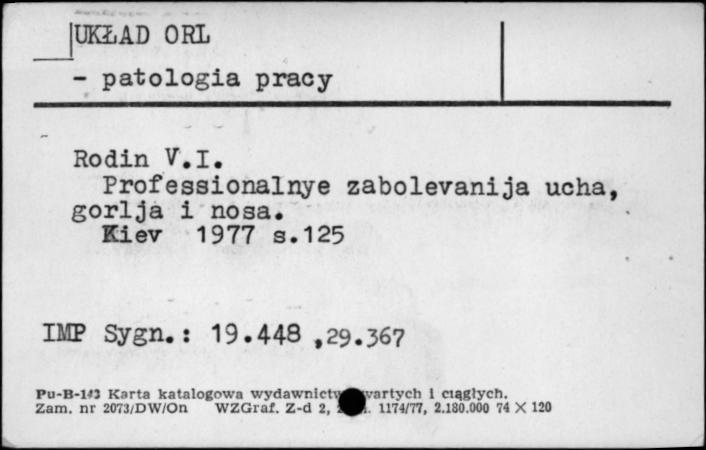 UKŁAD ORL
- patologia pracy
Rodin V.I.
Professionalnye zabolevanija ucha,
gorlja i nosa.
Kiev 1977 s.125
IMP Sygn.: 19.448 ,29.367
Pu-B-143 Karta katalogowa wydawnictw i ciągłych.
Zam. nr 2073/DW/On WZGraf. Z-d 2, 1174/77, 2.180.000 74 X 120